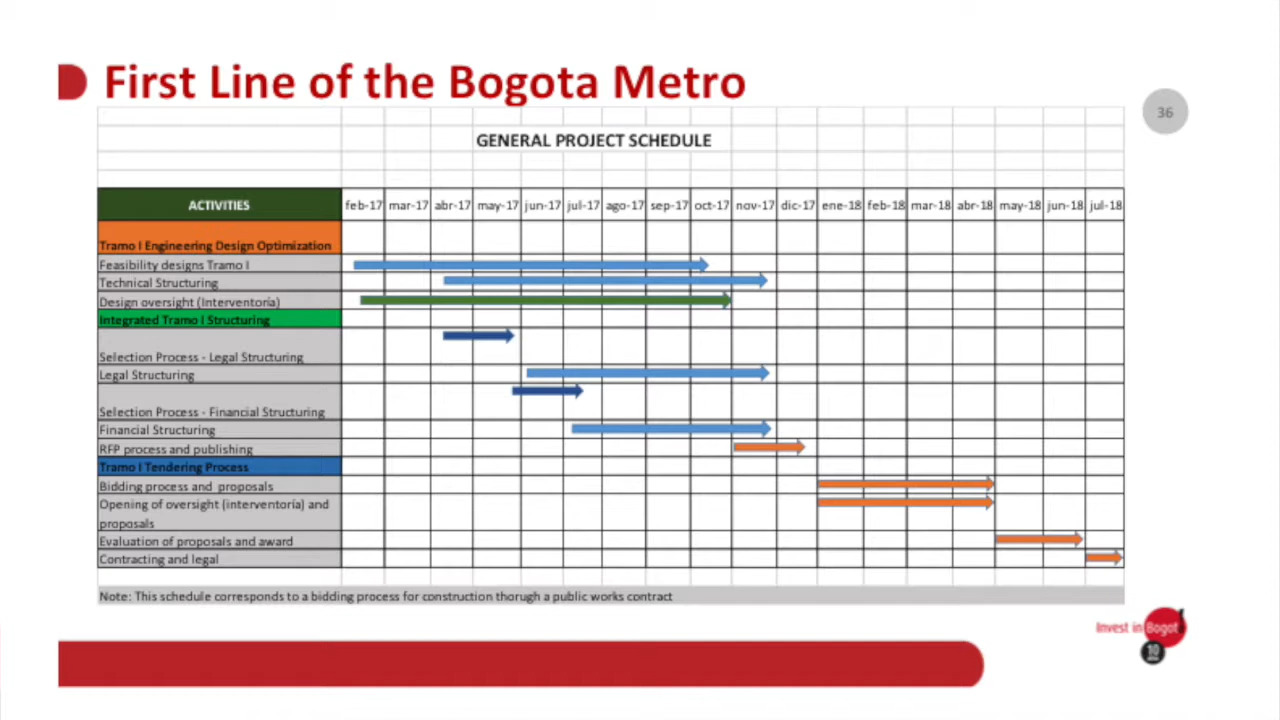 First Line of the Bogota Metro
36
GENERAL PROJECT SCHEDULE
ACTIVITIES feb-17 mar-17 abr-17 may-17 jun-17 jul-17 ago-17 sep-17 oct-17 nov-17 dic-17 ene-18 feb-18 mar-18 abr-18 may-18 jun-18 jul-18
Tramo I Engineering Design Optimization
Feasibility designs Tramo I
Technical Structuring
Design oversight (Interventoría)
Integrated Tramo I Structuring
Selection Process - Legal Structuring
Legal Structuring
Selection Process - Financial Structuring
Financial Structuring
RFP process and publishing
Tramo I Tendering Process
Bidding process and proposals
Opening of oversight (interventoría) and
proposals
Evaluation of proposals and award
Contracting and legal
Note: This schedule corresponds to a bidding process for construction thorugh a public works contract
Invest in Bogot
10